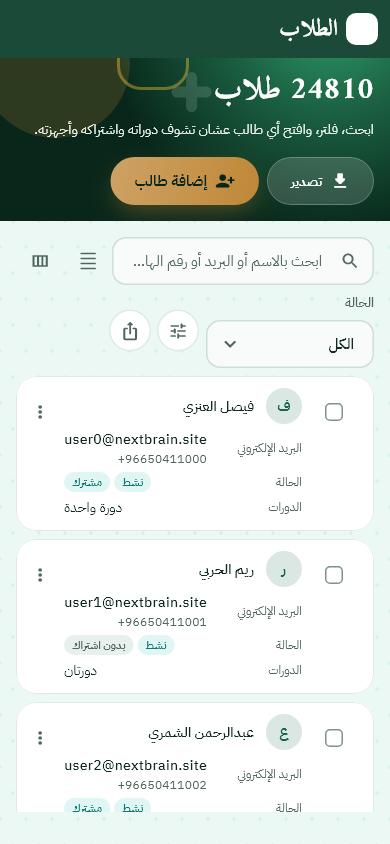 الطلاب
24810 طلاب
ابحث، فلتر، وافتح أي طالب عشان تشوف دوراته واشتراكه وأجهزته.
تصدير
إضافة طالب
ابحث بالاسم أو البريد أو رقم الها...
الحالة
الكل
ف
فيصل العنزي
البريد الإلكتروني
user0@nextbrain.site
+96650411000
الحالة
نشط
مشترك
الدورات
دورة واحدة
ر
ريم الحربي
البريد الإلكتروني
user1@nextbrain.site
+96650411001
الحالة
نشط
بدون اشتراك
الدورات
دورتان
ع
عبدالرحمن الشمري
البريد الإلكتروني
user2@nextbrain.site
+96650411002
الحالة
نشط
مشترك